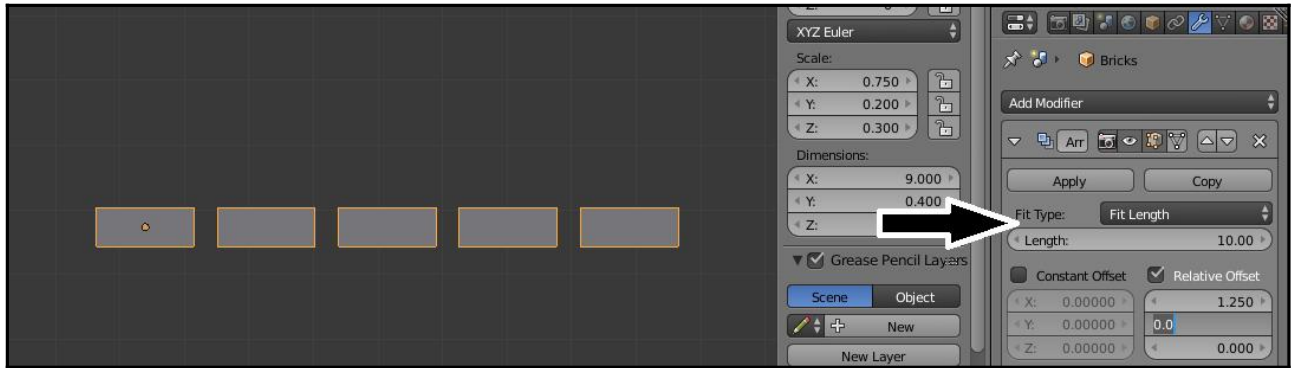 XYZ Euler
Scale:
X: 0.750
Y: 0.200
Z: 0.300
Dimensions:
X: 9.000
Y: 0.400
Z:
Grease Pencil Layers
Scene Object
New
New Layer
Bricks
Add Modifier
Arr
Apply Copy
Fit Type: Fit Length
Length: 10.00
Constant Offset Relative Offset
X: 0.00000 1.250
Y: 0.00000 0.0
Z: 0.00000 0.000